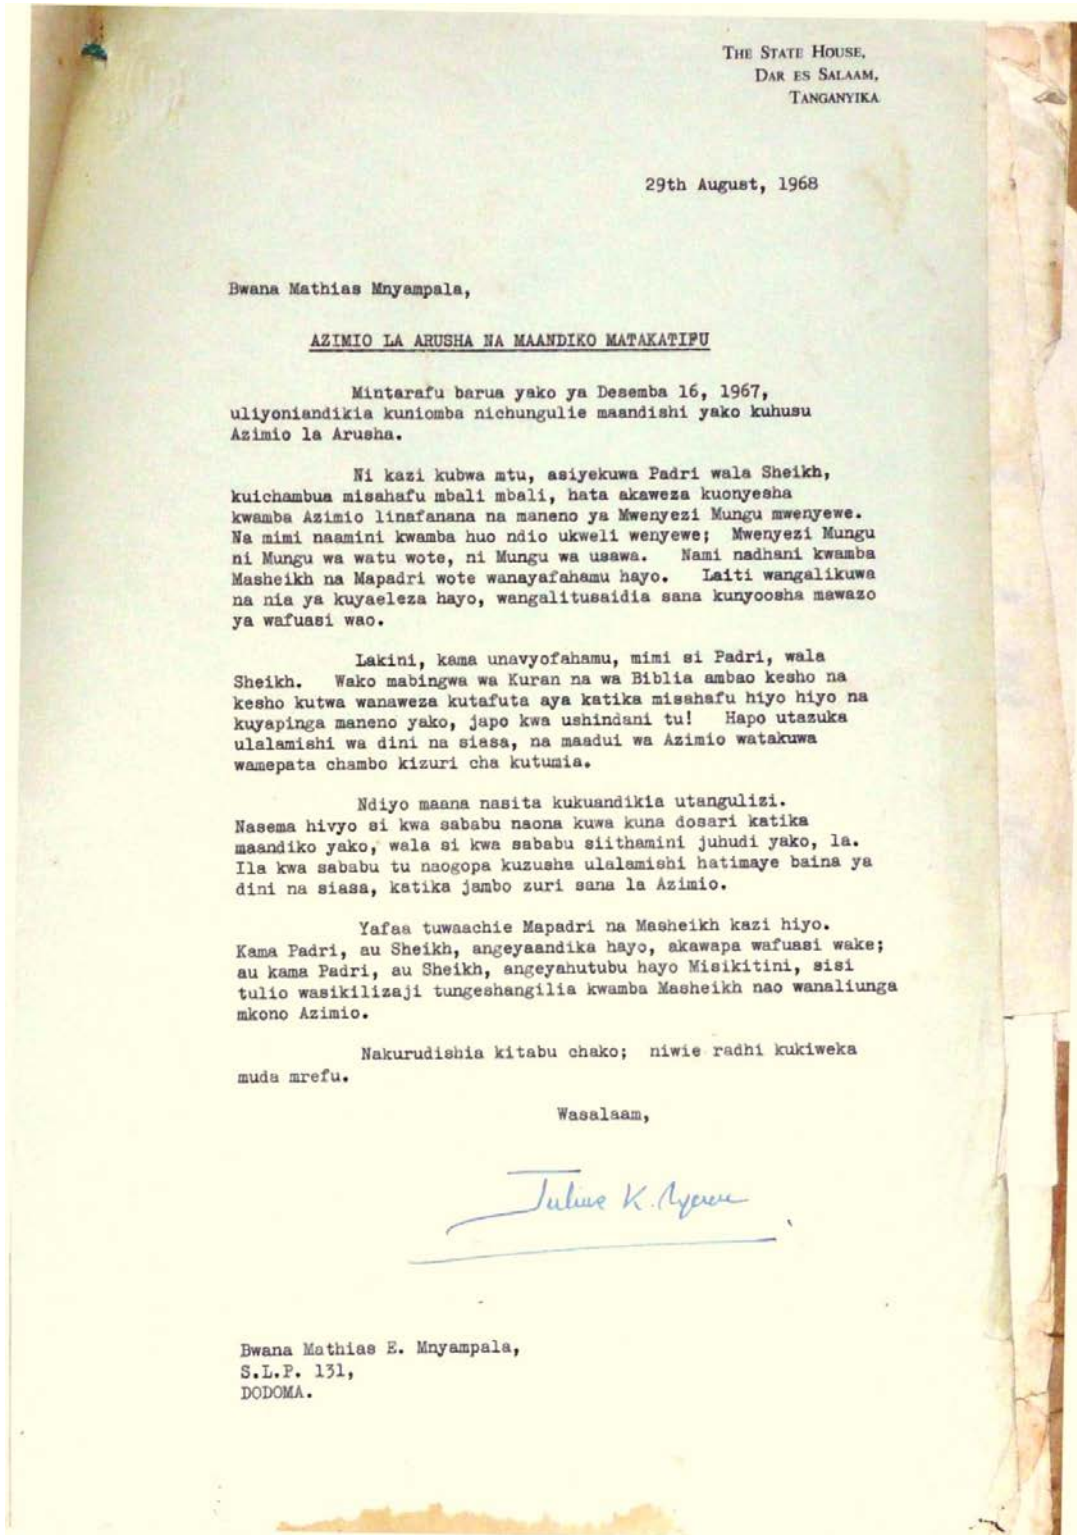 THE STATE HOUSE,
DAR ES SALAAM,
TANGANYIKA
29th August, 1968
Bwana Mathias Mnyampala,
AZIMIO LA ARUSHA NA MAANDIKO MATAKATIFU
Mintarafu barua yako ya Desemba 16, 1967,
uliyoniandikia kuniomba nichungulie maandishi yako kuhusu
Azimio la Arusha.
Ni kazi kubwa mtu, asiyekuwa Padri wala Sheikh,
kuichambua misahafu mbali mbali, hata akaweza kuonyesha
kwamba Azimio linafanana na maneno ya Mwenyezi Mungu mwenyewe.
Na mimi naamini kwamba huo ndio ukweli wenyewe; Mwenyezi Mungu
ni Mungu wa watu wote, ni Mungu wa usawa. Nami nadhani kwamba
Masheikh na Mapadri wote wanayafahamu hayo. Laiti wangalikuwa
na nia ya kuyaeleza hayo, wangalitusaidia sana kunyoosha mawazo
ya wafuasi wao.
Lakini, kama unavyofahamu, mimi si Padri, wala
Sheikh. Wako mabingwa wa Kuran na wa Biblia ambao kesho na
kesho kutwa wanaweza kutafuta aya katika misahafu hiyo hiyo na
kuyapinga maneno yako, japo kwa ushindani tu! Hapo utazuka
ulalamishi wa dini na siasa, na maadui wa Azimio watakuwa
wamepata chambo kizuri cha kutumia.
Ndiyo maana nasita kukuandikia utangulizi.
Nasema hivyo si kwa sababu naona kuwa kuna dosari katika
maandiko yako, wala si kwa sababu siithamini juhudi yako, la.
Ila kwa sababu tu naogopa kuzusha ulalamishi hatimaye baina ya
dini na siasa, katika jambo zuri sana la Azimio.
Yafaa tuwaachie Mapadri na Masheikh kazi hiyo.
Kama Padri, au Sheikh, angeyaandika hayo, akawapa wafuasi wake;
au kama Padri, au Sheikh, angeyahutubu hayo Misikitini, sisi
tulio wasikilizaji tungeshangilia kwamba Masheikh nao wanaliunga
mkono Azimio.
Nakurudishia kitabu chako; niwie radhi kukiweka
muda mrefu.
Wasalaam,
Julius K. Nyerere
Bwana Mathias E. Mnyampala,
S.L.P. 131,
DODOMA.